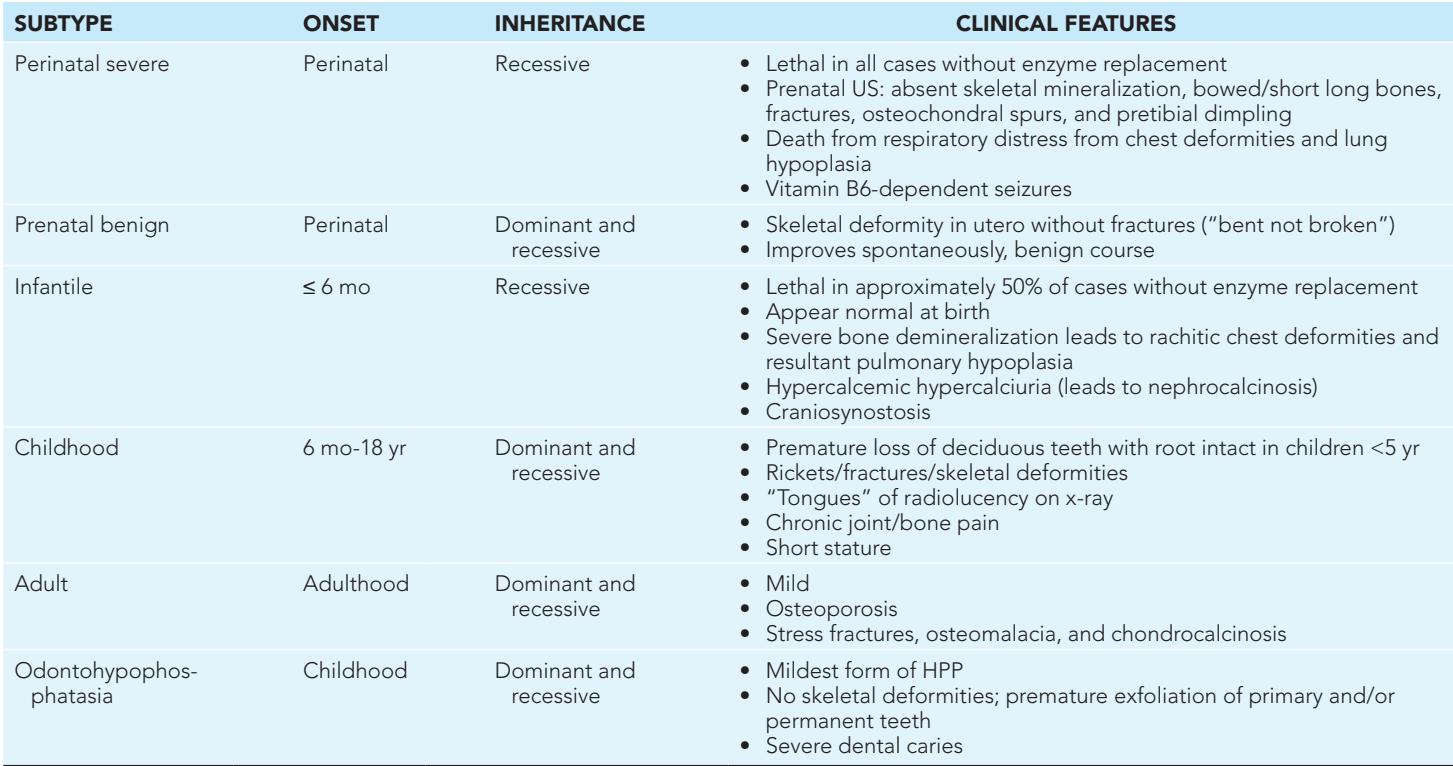 SUBTYPE ONSET INHERITANCE CLINICAL FEATURES
Perinatal severe Perinatal Recessive • Lethal in all cases without enzyme replacement
• Prenatal US: absent skeletal mineralization, bowed/short long bones,
fractures, osteochondral spurs, and pretibial dimpling
• Death from respiratory distress from chest deformities and lung
hypoplasia
• Vitamin B6-dependent seizures
Prenatal benign Perinatal Dominant and • Skeletal deformity in utero without fractures (“bent not broken”)
recessive • Improves spontaneously, benign course
Infantile ≤ 6 mo Recessive • Lethal in approximately 50% of cases without enzyme replacement
• Appear normal at birth
• Severe bone demineralization leads to rachitic chest deformities and
resultant pulmonary hypoplasia
• Hypercalcemic hypercalciuria (leads to nephrocalcinosis)
• Craniosynostosis
Childhood 6 mo-18 yr Dominant and • Premature loss of deciduous teeth with root intact in children <5 yr
recessive • Rickets/fractures/skeletal deformities
• “Tongues” of radiolucency on x-ray
• Chronic joint/bone pain
• Short stature
Adult Adulthood Dominant and • Mild
recessive • Osteoporosis
• Stress fractures, osteomalacia, and chondrocalcinosis
Odontohypophos- Childhood Dominant and • Mildest form of HPP
phatasia recessive • No skeletal deformities; premature exfoliation of primary and/or
permanent teeth
• Severe dental caries